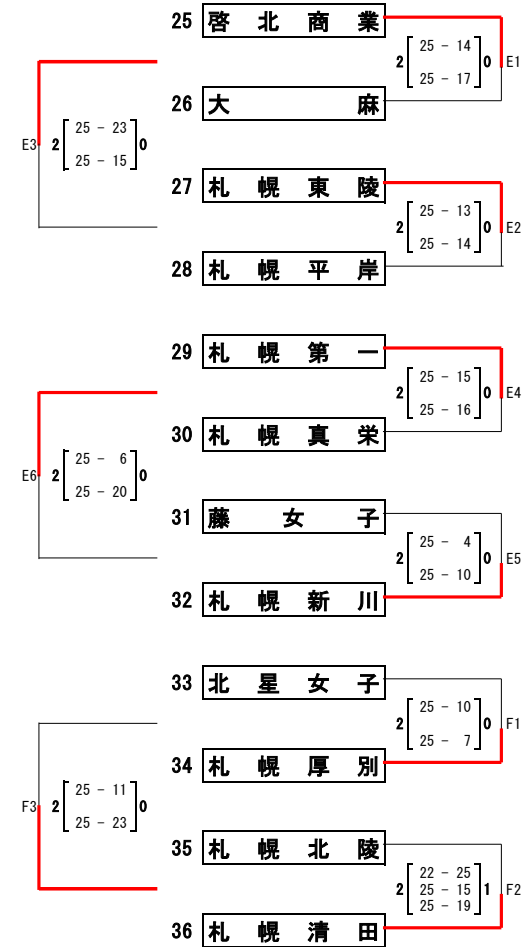 25 啓北商業
25 - 14
2 0 E1
25 - 17
26 大麻
25 - 23
E3 2 0
25 - 15
27 札幌東陵
25 - 13
2 0 E2
25 - 14
28 札幌平岸
29 札幌第一
25 - 15
2 0 E4
25 - 16
30 札幌真栄
25 - 6
E6 2 0
25 - 20
31 藤女子
25 - 4
2 0 E5
25 - 10
32 札幌新川
33 北星女子
25 - 10
2 0 F1
25 - 7
34 札幌厚別
25 - 11
F3 2 0
25 - 23
35 札幌北陵
22 - 25
2 25 - 15 1 F2
25 - 19
36 札幌清田